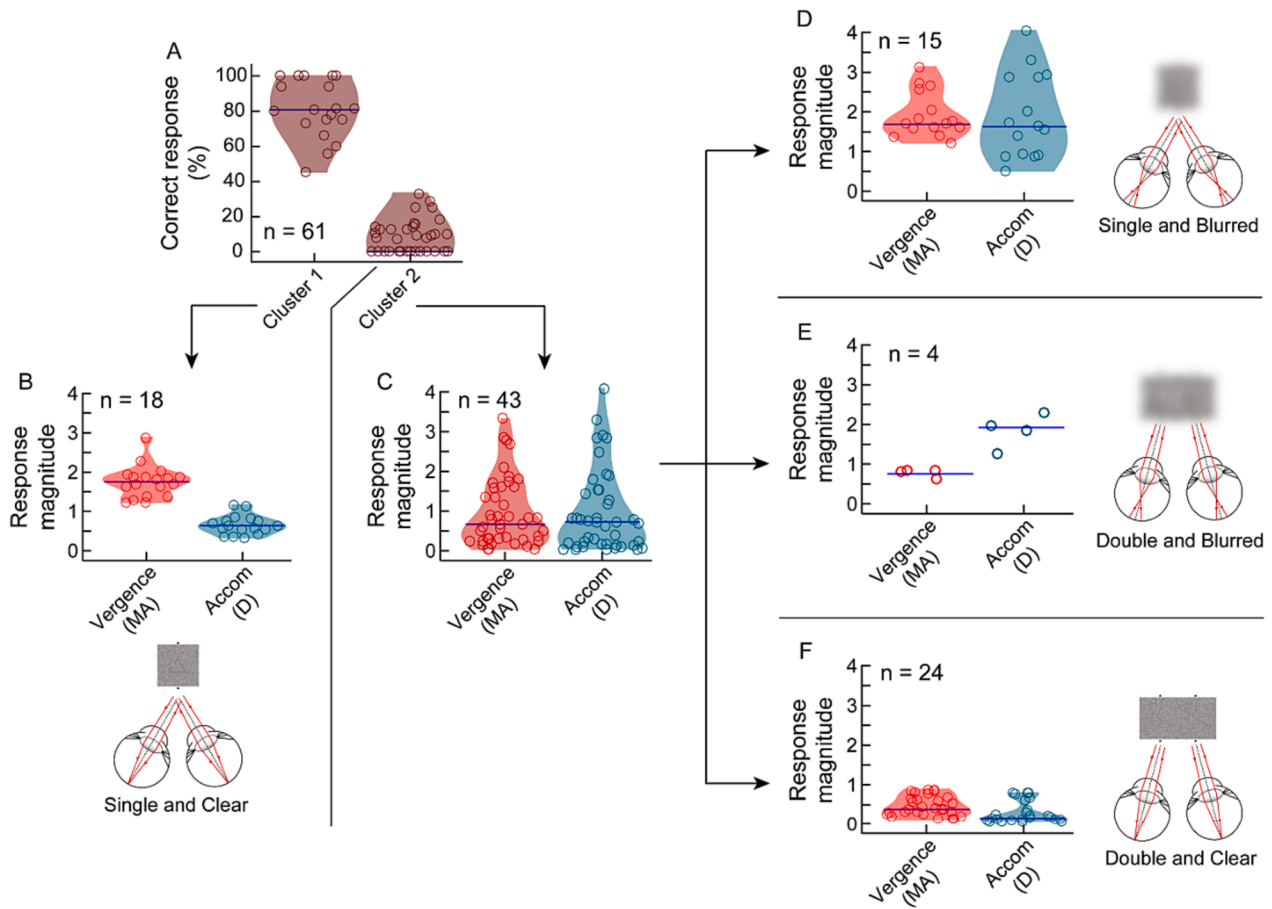 A
Correct response
(%)
100
80
60
40
20
0
n = 61
Cluster 1
Cluster 2
B
Response
magnitude
4
3
2
1
0
n = 18
Vergence
(MA)
Accom
(D)
Single and Clear
C
Response
magnitude
4
3
2
1
0
n = 43
Vergence
(MA)
Accom
(D)
D
Response
magnitude
4
3
2
1
0
n = 15
Vergence
(MA)
Accom
(D)
Single and Blurred
E
Response
magnitude
4
3
2
1
0
n = 4
Vergence
(MA)
Accom
(D)
Double and Blurred
F
Response
magnitude
4
3
2
1
0
n = 24
Vergence
(MA)
Accom
(D)
Double and Clear